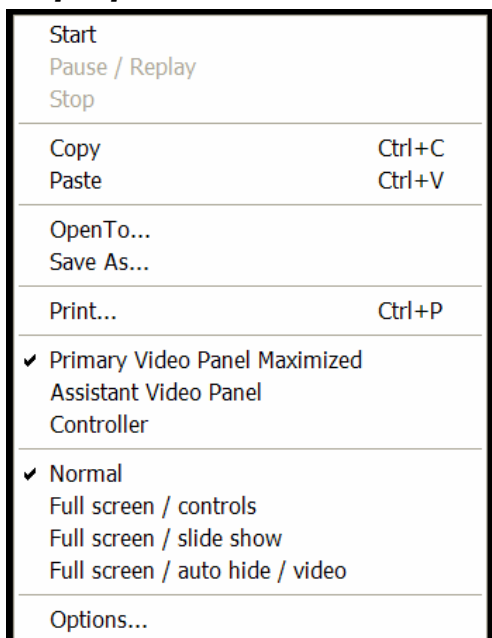 Start
Pause / Replay
Stop
Copy Ctrl+C
Paste Ctrl+V
OpenTo...
Save As...
Print... Ctrl+P
Primary Video Panel Maximized
Assistant Video Panel
Controller
Normal
Full screen / controls
Full screen / slide show
Full screen / auto hide / video
Options...